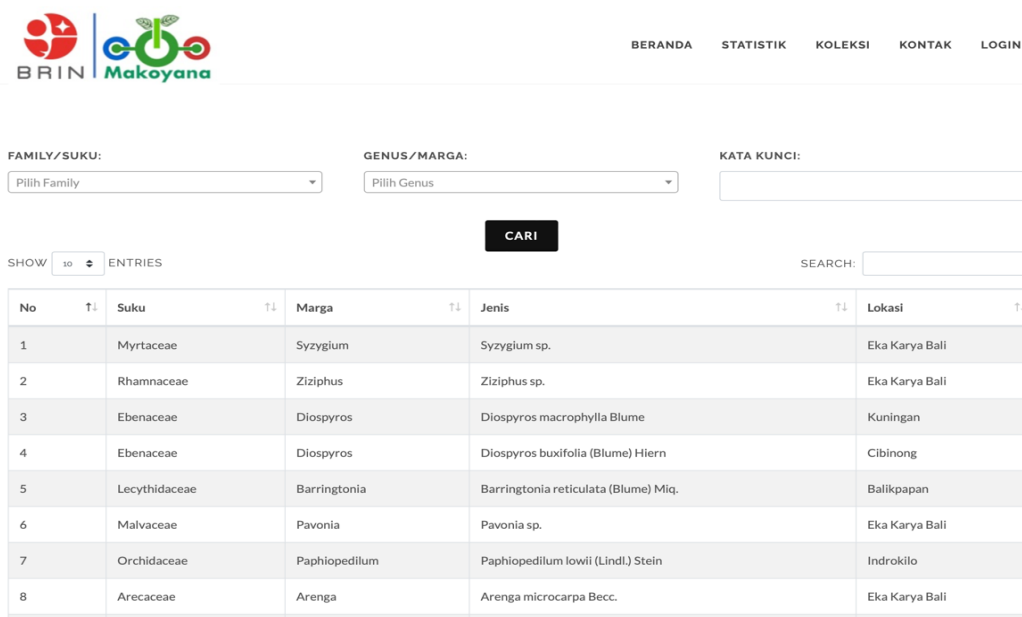 BRIN Makoyana
BERANDA STATISTIK KOLEKSI KONTAK LOGIN
FAMILY/SUKU: GENUS/MARGA: KATA KUNCI:
Pilih Family Pilih Genus
CARI
SHOW 10 ENTRIES SEARCH:
No Suku Marga Jenis Lokasi
1 Myrtaceae Syzygium Syzygium sp. Eka Karya Bali
2 Rhamnaceae Ziziphus Ziziphus sp. Eka Karya Bali
3 Ebenaceae Diospyros Diospyros macrophylla Blume Kuningan
4 Ebenaceae Diospyros Diospyros buxifolia (Blume) Hiern Cibinong
5 Lecythidaceae Barringtonia Barringtonia reticulata (Blume) Miq. Balikpapan
6 Malvaceae Pavonia Pavonia sp. Eka Karya Bali
7 Orchidaceae Paphiopedilum Paphiopedilum lowii (Lindl.) Stein Indrokilo
8 Arecaceae Arenga Arenga microcarpa Becc. Eka Karya Bali